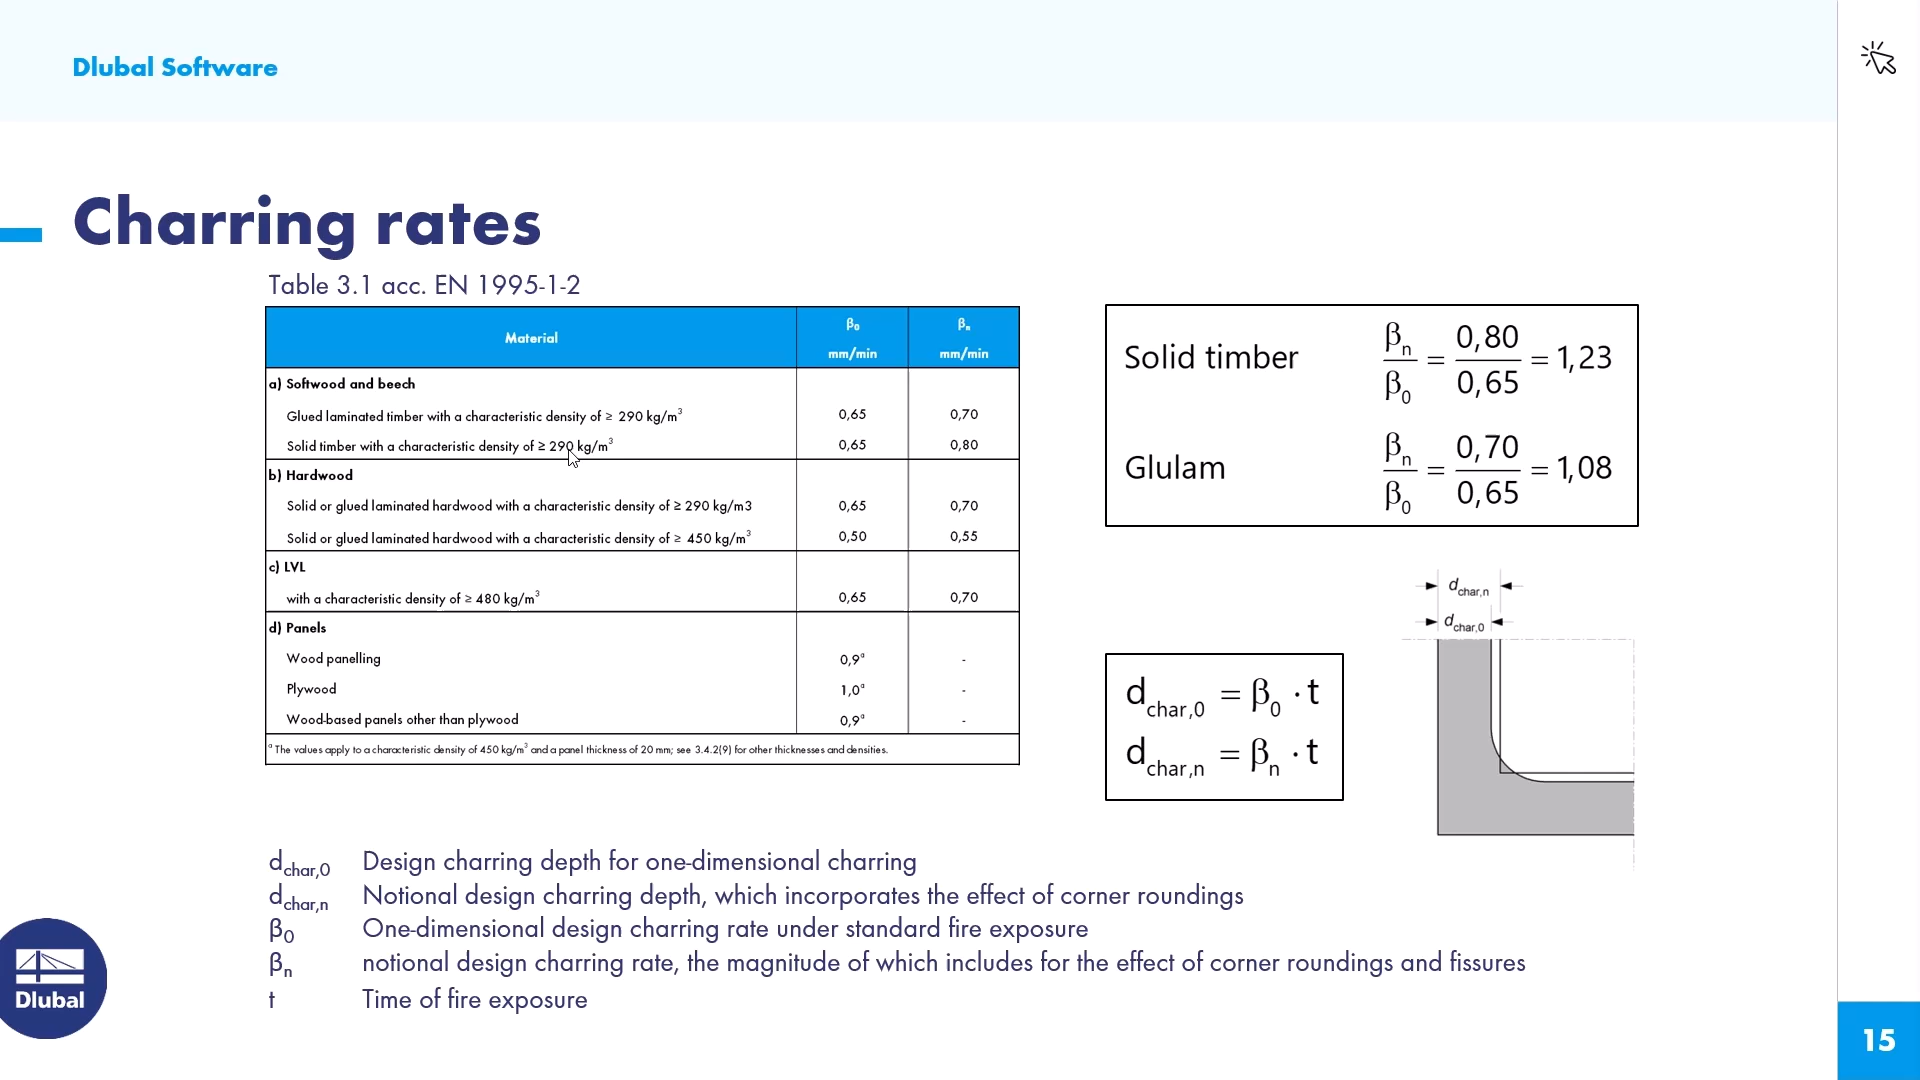 Dlubal Software
Charring rates
Table 3.1 acc. EN 1995-1-2
Material β₀ mm/min βₙ mm/min
a) Softwood and beech
Glued laminated timber with a characteristic density of ≥ 290 kg/m³ 0,65 0,70
Solid timber with a characteristic density of ≥ 290 kg/m³ 0,65 0,80
b) Hardwood
Solid or glued laminated hardwood with a characteristic density of ≥ 290 kg/m3 0,65 0,70
Solid or glued laminated hardwood with a characteristic density of ≥ 450 kg/m³ 0,50 0,55
c) LVL
with a characteristic density of ≥ 480 kg/m³ 0,65 0,70
d) Panels
Wood panelling 0,9ᵃ -
Plywood 1,0ᵃ -
Wood-based panels other than plywood 0,9ᵃ -
ᵃ The values apply to a characteristic density of 450 kg/m³ and a panel thickness of 20 mm; see 3.4.2(9) for other thicknesses and densities.
Solid timber βₙ/β₀ = 0,80/0,65 = 1,23
Glulam βₙ/β₀ = 0,70/0,65 = 1,08
d char,n
d char,0
d char,0 = β₀ · t
d char,n = βₙ · t
d char,0 Design charring depth for one-dimensional charring
d char,n Notional design charring depth, which incorporates the effect of corner roundings
β₀ One-dimensional design charring rate under standard fire exposure
βₙ notional design charring rate, the magnitude of which includes for the effect of corner roundings and fissures
t Time of fire exposure
Dlubal
15